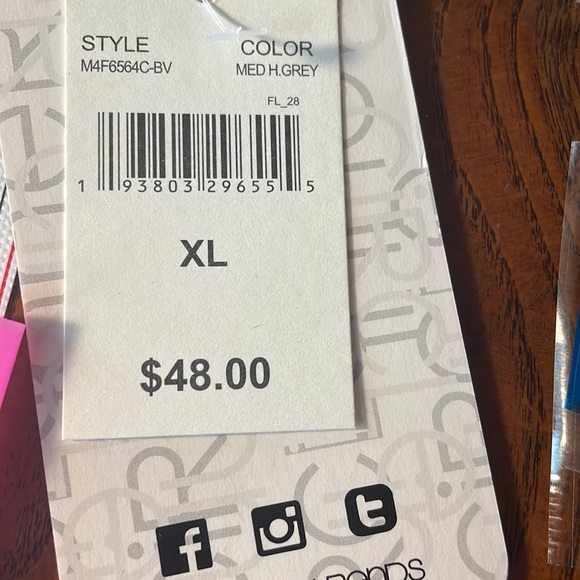 STYLE COLOR
M4F6564C-BV MED H.GREY
FL_28
1 93803 29655 5
XL
$48.00